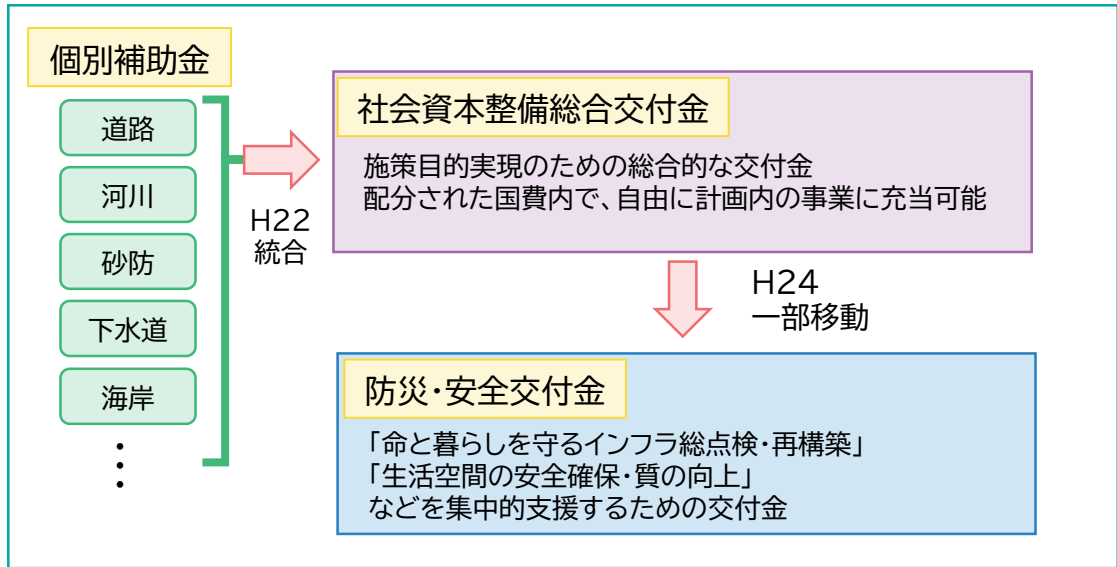 個別補助金
道路
河川
砂防
下水道
海岸
・
・
・
H22
統合
社会資本整備総合交付金
施策目的実現のための総合的な交付金
配分された国費内で、自由に計画内の事業に充当可能
H24
一部移動
防災・安全交付金
「命と暮らしを守るインフラ総点検・再構築」
「生活空間の安全確保・質の向上」
などを集中的支援するための交付金